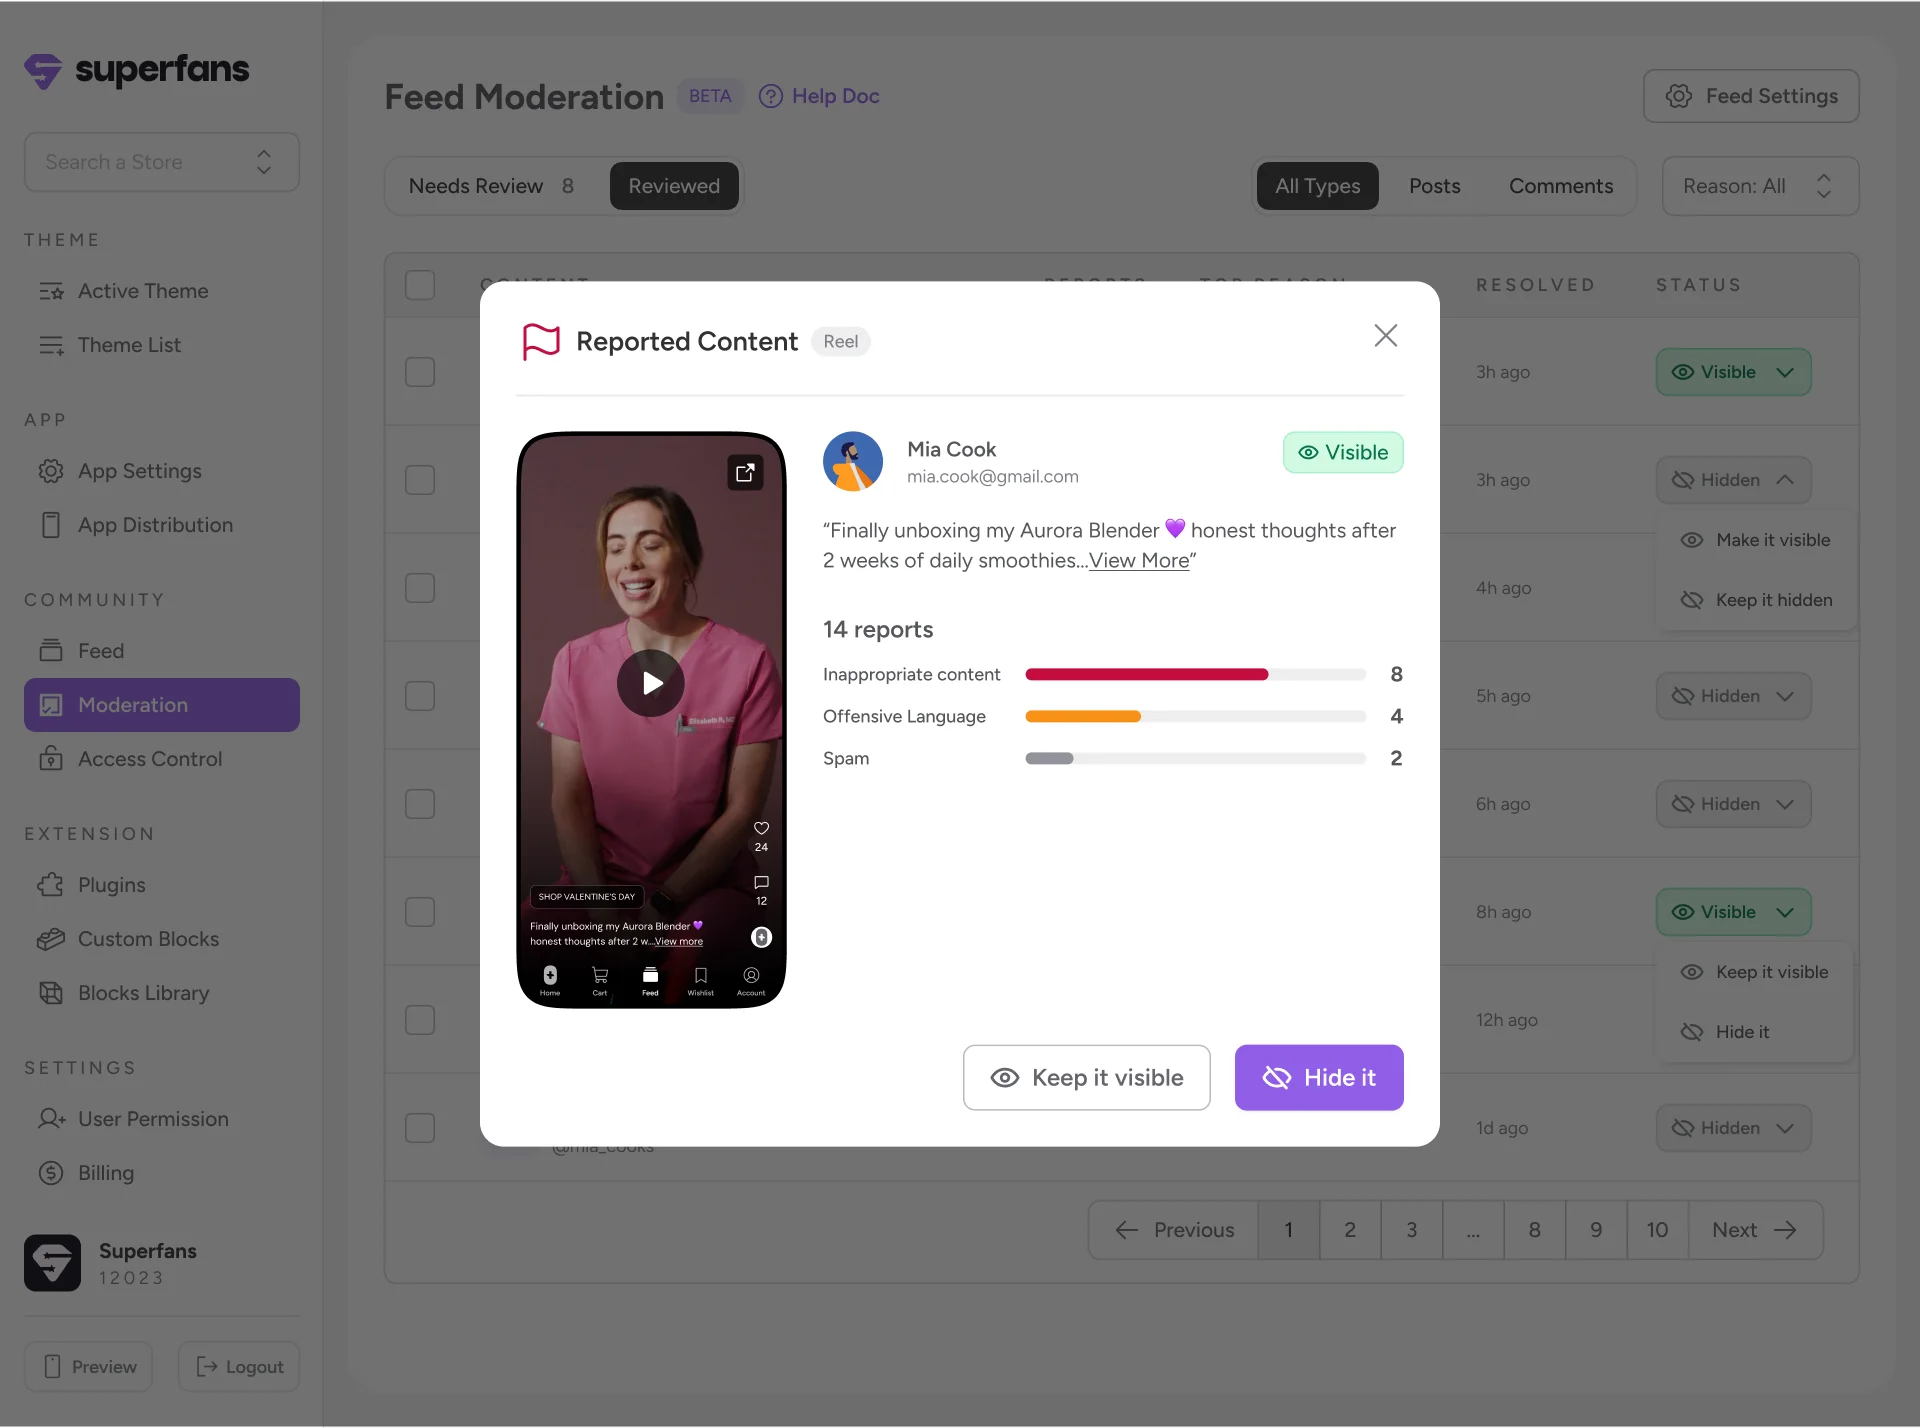 superfans
Search a Store
THEME
Active Theme
Theme List
APP
App Settings
App Distribution
COMMUNITY
Feed
Moderation
Access Control
EXTENSION
Plugins
Custom Blocks
Blocks Library
SETTINGS
User Permission
Billing
Superfans
12023
Preview
Logout
Feed Moderation
BETA
Help Doc
Feed Settings
Needs Review 8
Reviewed
All Types
Posts
Comments
Reason: All
CONTENT
REPORTS
TOP REASON
RESOLVED
STATUS
3h ago
Visible
3h ago
Hidden
Make it visible
Keep it hidden
4h ago
5h ago
Hidden
6h ago
Hidden
8h ago
Visible
Keep it visible
Hide it
12h ago
1d ago
Hidden
@mia_cooks
Previous
1
2
3
...
8
9
10
Next
Reported Content
Reel
24
12
SHOP VALENTINE'S DAY
Finally unboxing my Aurora Blender 💜
honest thoughts after 2 w...View more
Home
Cart
Feed
Wishlist
Account
Mia Cook
mia.cook@gmail.com
Visible
“Finally unboxing my Aurora Blender 💜 honest thoughts after
2 weeks of daily smoothies...View More”
14 reports
Inappropriate content 8
Offensive Language 4
Spam 2
Keep it visible
Hide it